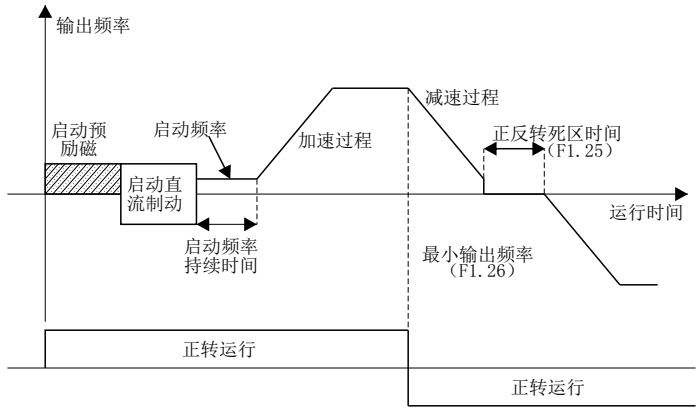 输出频率
启动预
励磁
启动频率
加速过程
减速过程
正反转死区时间
(F1.25)
启动直
流制动
运行时间
启动频率
持续时间
最小输出频率
(F1.26)
正转运行
正转运行